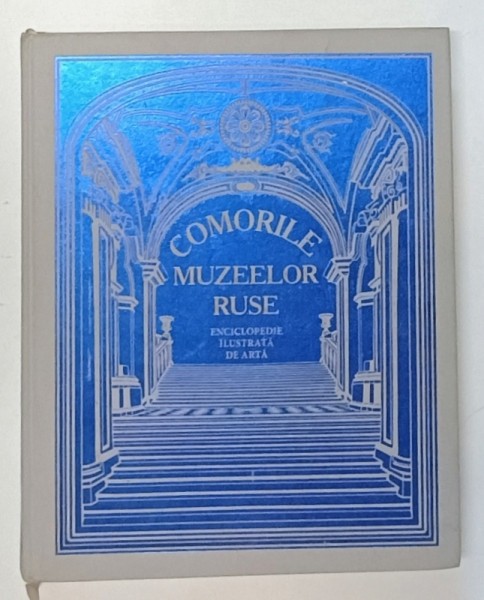 COMORILE
MUZEELOR
RUSE
ENCICLOPEDIE
ILUSTRATĂ
DE ARTĂ